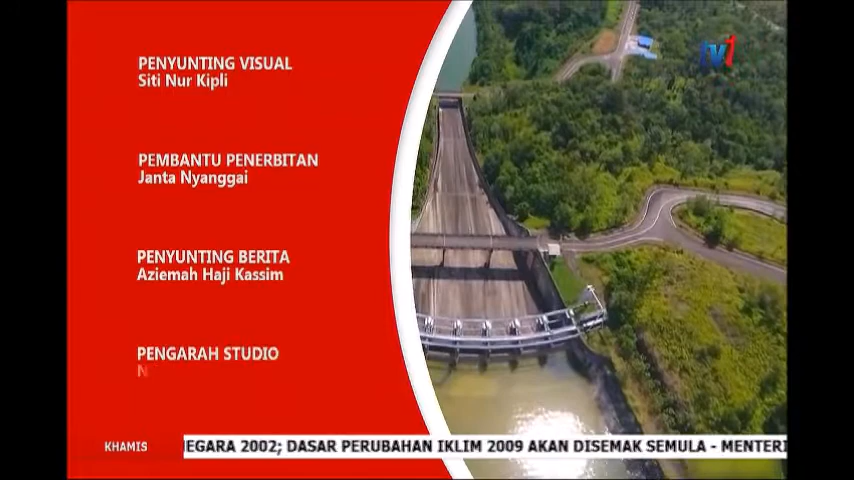 PENYUNTING VISUAL
Siti Nur Kipli
tv1
PEMBANTU PENERBITAN
Janta Nyanggai
PENYUNTING BERITA
Aziemah Haji Kassim
PENGARAH STUDIO
N
KHAMIS
NEGARA 2002; DASAR PERUBAHAN IKLIM 2009 AKAN DISEMAK SEMULA - MENTERI